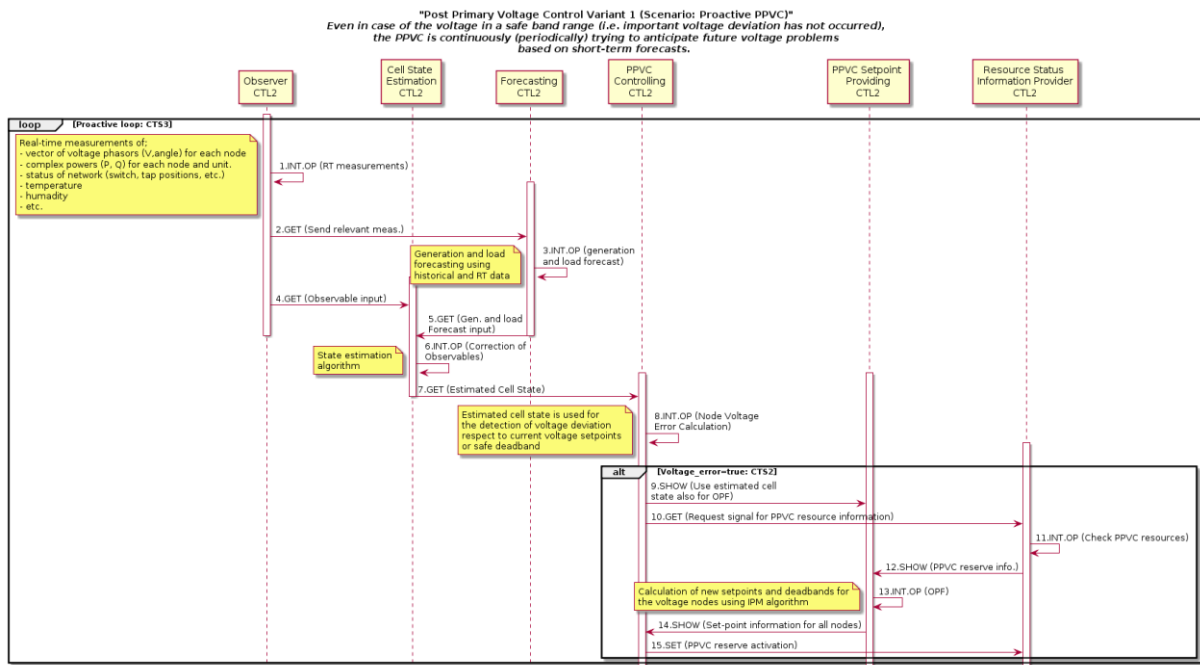 "Post Primary Voltage Control Variant 1 (Scenario: Proactive PPVC)"
Even in case of the voltage in a safe band range (i.e. important voltage deviation has not occurred),
the PPVC is continuously (periodically) trying to anticipate future voltage problems
based on short-term forecasts.
Observer
CTL2
Cell State
Estimation
CTL2
Forecasting
CTL2
PPVC
Controlling
CTL2
PPVC Setpoint
Providing
CTL2
Resource Status
Information Provider
CTL2
loop [Proactive loop: CTS3]
Real-time measurements of;
- vector of voltage phasors (V,angle) for each node
- complex powers (P, Q) for each node and unit.
- status of network (switch, tap positions, etc.)
- temperature
- humadity
- etc.
1.INT.OP (RT measurements)
2.GET (Send relevant meas.)
Generation and load
forecasting using
historical and RT data
3.INT.OP (generation
and load forecast)
4.GET (Observable input)
5.GET (Gen. and load
Forecast input)
State estimation
algorithm
6.INT.OP (Correction of
Observables)
7.GET (Estimated Cell State)
Estimated cell state is used for
the detection of voltage deviation
respect to current voltage setpoints
or safe deadband
8.INT.OP (Node Voltage
Error Calculation)
alt [Voltage_error=true: CTS2]
9.SHOW (Use estimated cell
state also for OPF)
10.GET (Request signal for PPVC resource information)
11.INT.OP (Check PPVC resources)
12.SHOW (PPVC reserve info.)
Calculation of new setpoints and deadbands for
the voltage nodes using IPM algorithm
13.INT.OP (OPF)
14.SHOW (Set-point information for all nodes)
15.SET (PPVC reserve activation)